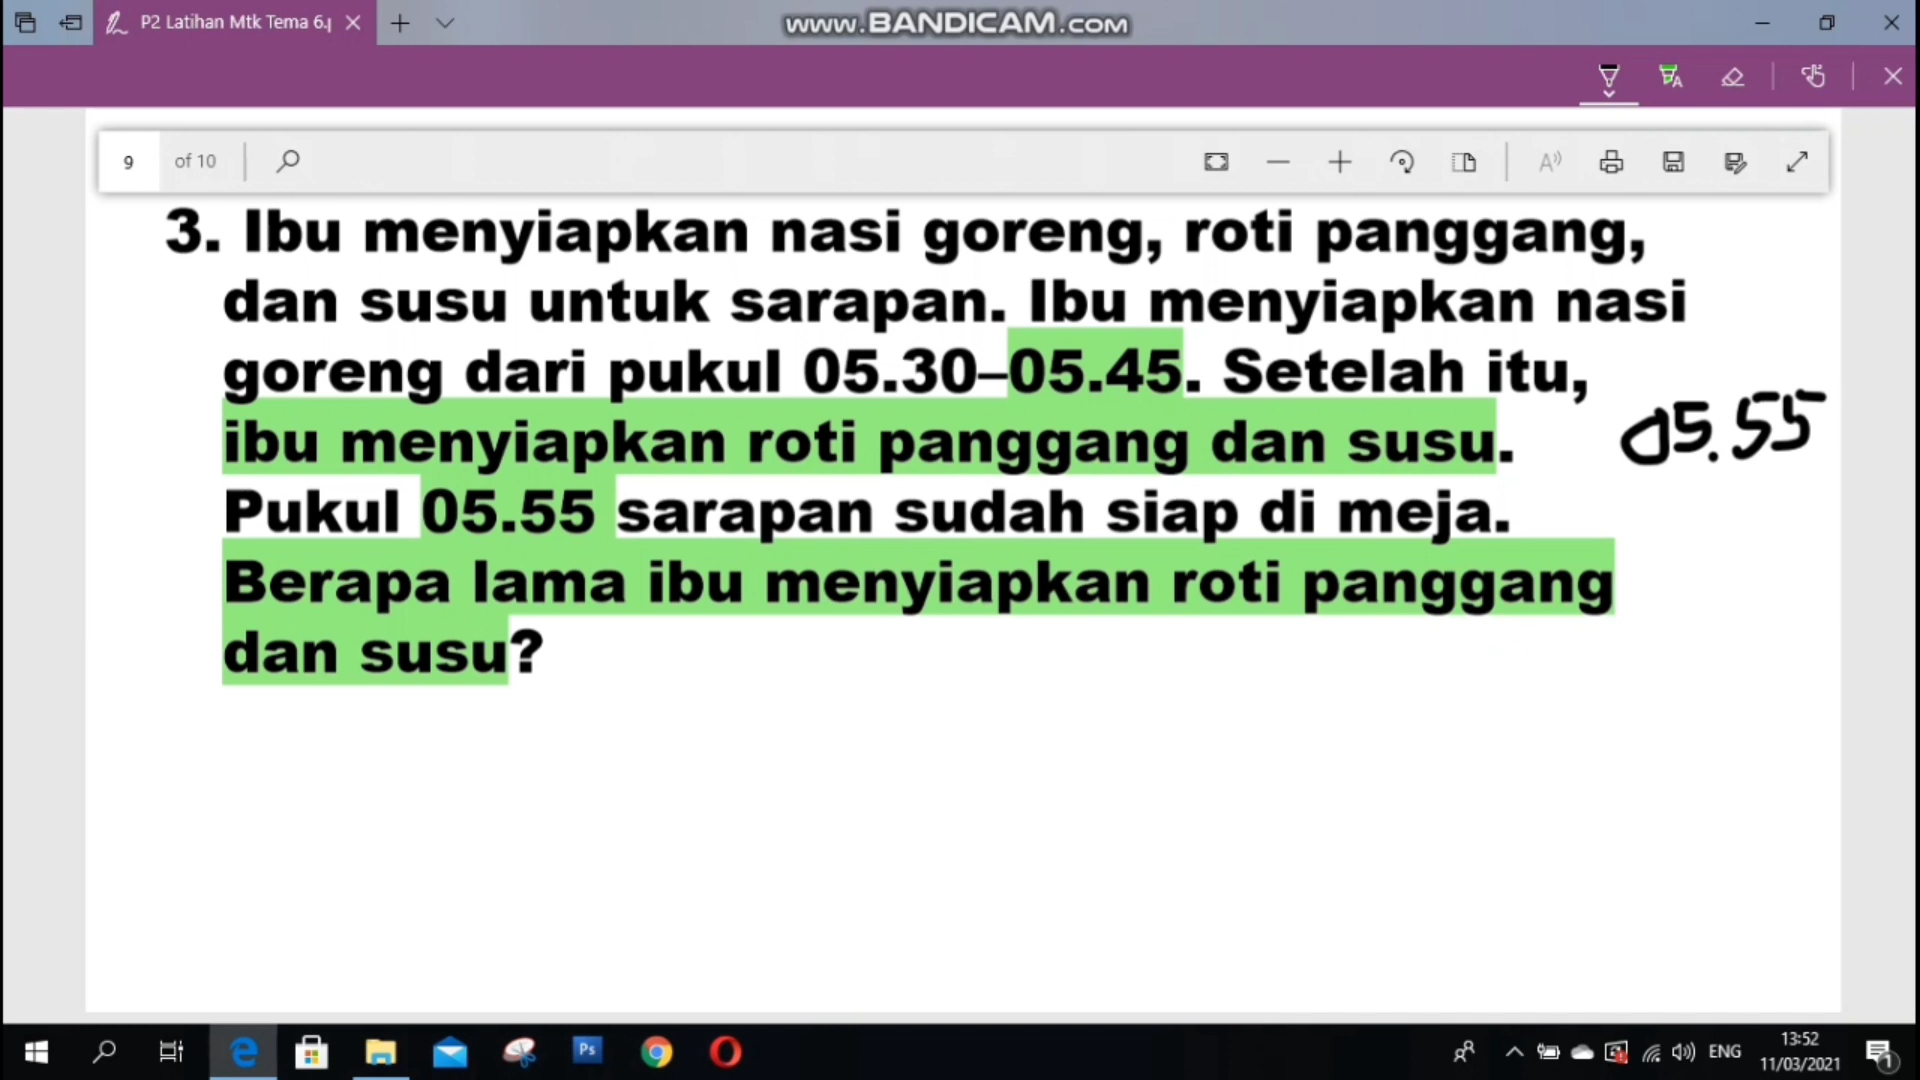 P2 Latihan Mtk Tema 6.p
www.BANDICAM.com
9 of 10
3. Ibu menyiapkan nasi goreng, roti panggang,
dan susu untuk sarapan. Ibu menyiapkan nasi
goreng dari pukul 05.30–05.45. Setelah itu,
ibu menyiapkan roti panggang dan susu.
05.55
Pukul 05.55 sarapan sudah siap di meja.
Berapa lama ibu menyiapkan roti panggang
dan susu?
Ps
ENG
13:52
11/03/2021
1